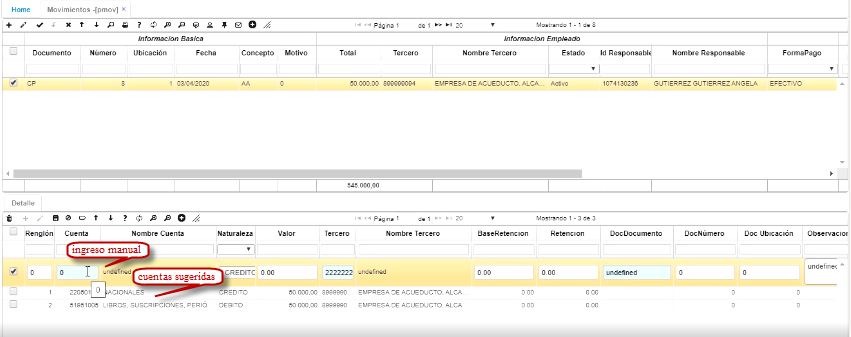 Home Movimientos -[pmov] ×
Página 1 de 1 20 Mostrando 1 - 1 de 8
Informacion Basica Informacion Empleado
Documento Número Ubicación Fecha Concepto Motivo Total Tercero Nombre Tercero Estado Id Responsable Nombre Responsable FormaPago
CP 8 1 03/04/2020 AA 0 50.000,00 899999094 EMPRESA DE ACUEDUCTO, ALCA... Activo 1074130236 GUTIERREZ GUTIERREZ ANGELA EFECTIVO
545.000,00
Detalle
Página 1 de 1 20 Mostrando 1 - 3 de 3
Renglón Cuenta Nombre Cuenta Naturaleza Valor Tercero Nombre Tercero BaseRetencion Retencion DocDocumento DocNúmero Doc Ubicación Observacio
ingreso manual
0 0 undefined CREDITO 0.00 2222222 undefined 0.00 0.00 undefined 0 0 undefined
cuentas sugeridas
0
1 NACIONALES CREDITO 50.000,00 8999990 EMPRESA DE ACUEDUCTO, ALCA... 0.00 0.00 0 0
2 51951005 LIBROS, SUSCRIPCIONES, PERIO. DEBITO 50.000,00 8999990 EMPRESA DE ACUEDUCTO, ALCA... 0.00 0.00 0 0